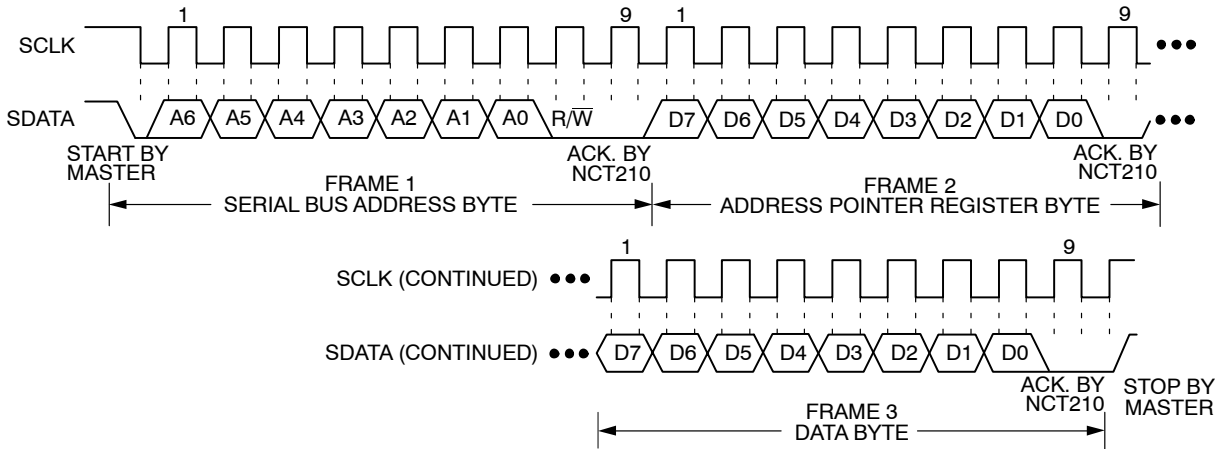 1 9 1 9
SCLK
SDATA A6 A5 A4 A3 A2 A1 A0 R/W̅ D7 D6 D5 D4 D3 D2 D1 D0
START BY
MASTER
ACK. BY
NCT210
ACK. BY
NCT210
FRAME 1
SERIAL BUS ADDRESS BYTE
FRAME 2
ADDRESS POINTER REGISTER BYTE
1 9
SCLK (CONTINUED)
SDATA (CONTINUED) D7 D6 D5 D4 D3 D2 D1 D0
ACK. BY
NCT210
STOP BY
MASTER
FRAME 3
DATA BYTE